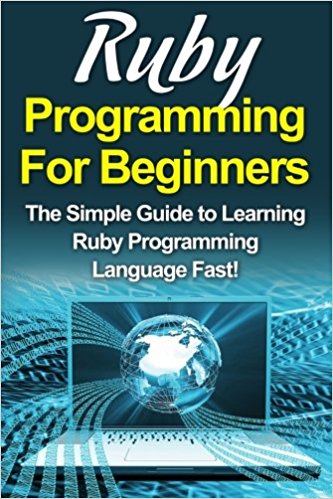 Ruby
Programming
For Beginners
The Simple Guide to Learning
Ruby Programming
Language Fast!